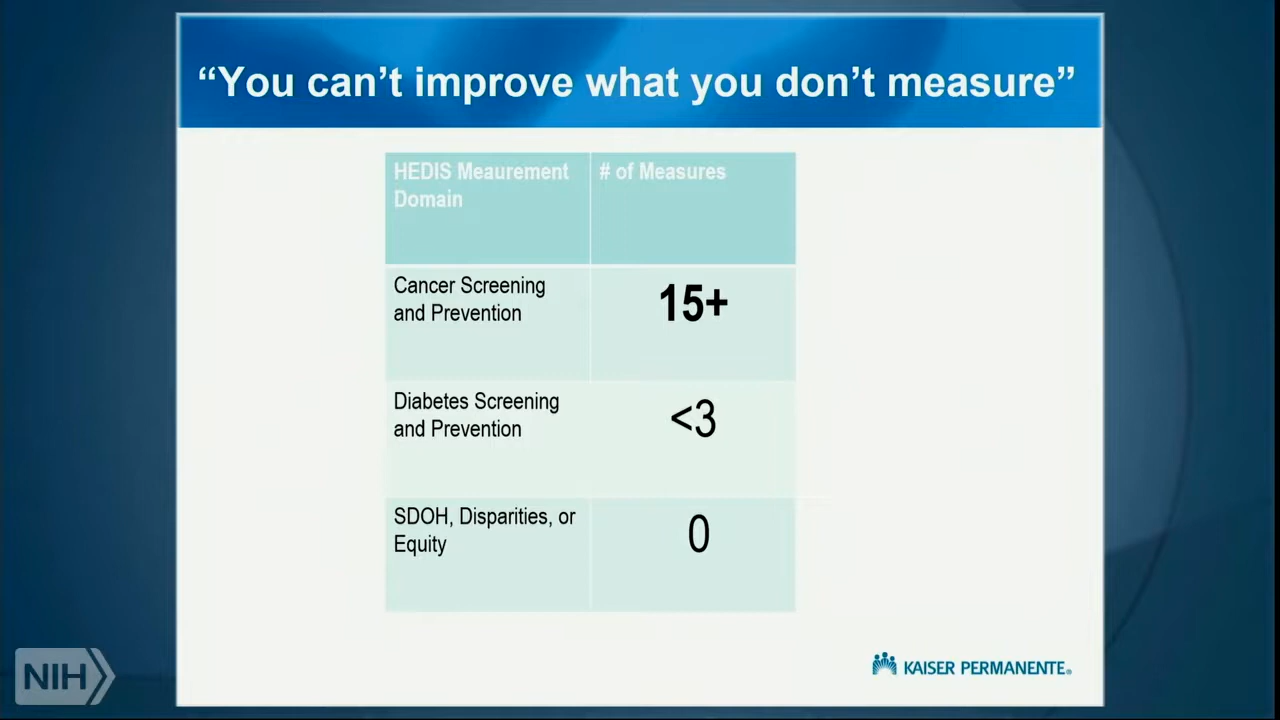 “You can’t improve what you don’t measure”
HEDIS Meaurement
Domain
# of Measures
Cancer Screening
and Prevention
15+
Diabetes Screening
and Prevention
<3
SDOH, Disparities, or
Equity
0
KAISER PERMANENTE®
NIH